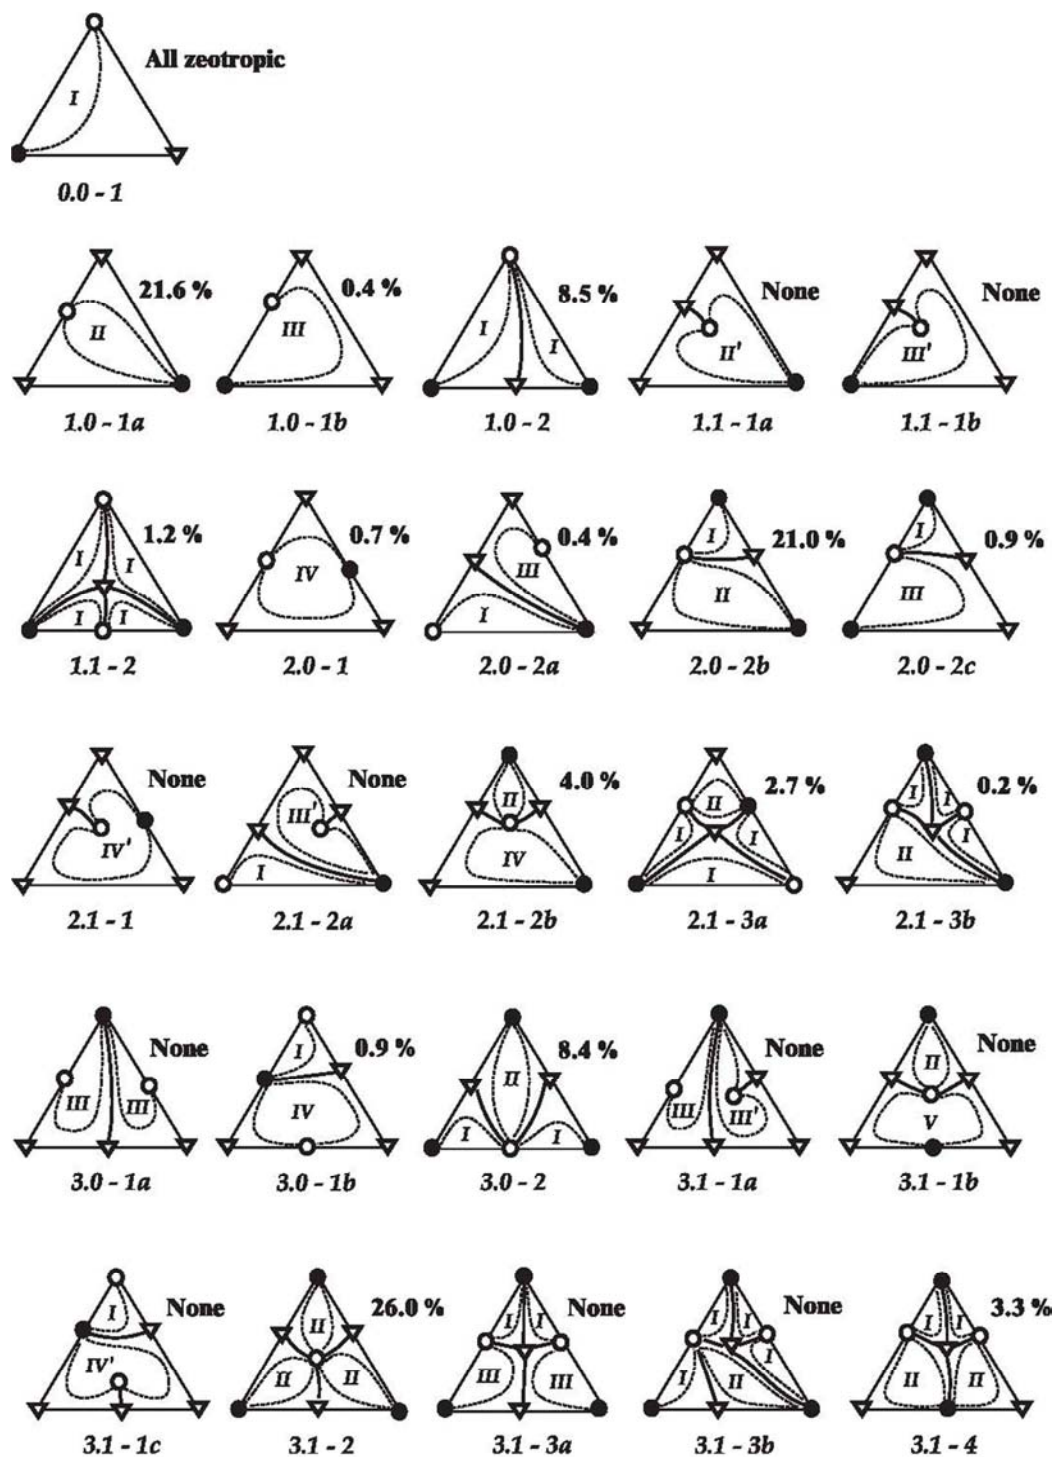 All zeotropic
I
0.0 - 1
21.6 % 0.4 % 8.5 % None None
II III I I II' III'
1.0 - 1a 1.0 - 1b 1.0 - 2 1.1 - 1a 1.1 - 1b
1.2 % 0.7 % 0.4 % 21.0 % 0.9 %
I I I I IV III I I II I III
1.1 - 2 2.0 - 1 2.0 - 2a 2.0 - 2b 2.0 - 2c
None None 4.0 % 2.7 % 0.2 %
IV' III' I II IV II I I I I I I II
2.1 - 1 2.1 - 2a 2.1 - 2b 2.1 - 3a 2.1 - 3b
None 0.9 % 8.4 % None None
III III I IV II I I III III' II V
3.0 - 1a 3.0 - 1b 3.0 - 2 3.1 - 1a 3.1 - 1b
None 26.0 % None None 3.3 %
I IV' II II II I I III III I I I I II I I II II
3.1 - 1c 3.1 - 2 3.1 - 3a 3.1 - 3b 3.1 - 4